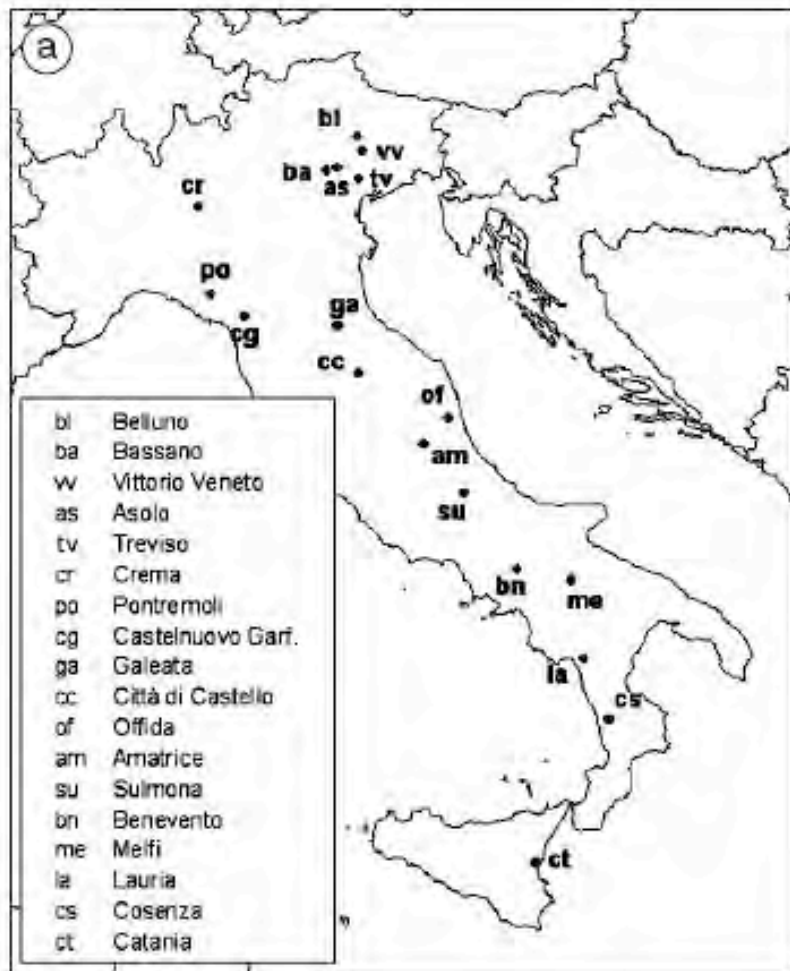 a
bl
vv
ba
as
tv
cr
po
cg
ga
cc
of
am
su
bn
me
la
cs
ct
bl Belluno
ba Bassano
vv Vittorio Veneto
as Asolo
tv Treviso
cr Crema
po Pontremoli
cg Castelnuovo Garf.
ga Galeata
cc Città di Castello
of Offida
am Amatrice
su Sulmona
bn Benevento
me Melfi
la Lauria
cs Cosenza
ct Catania